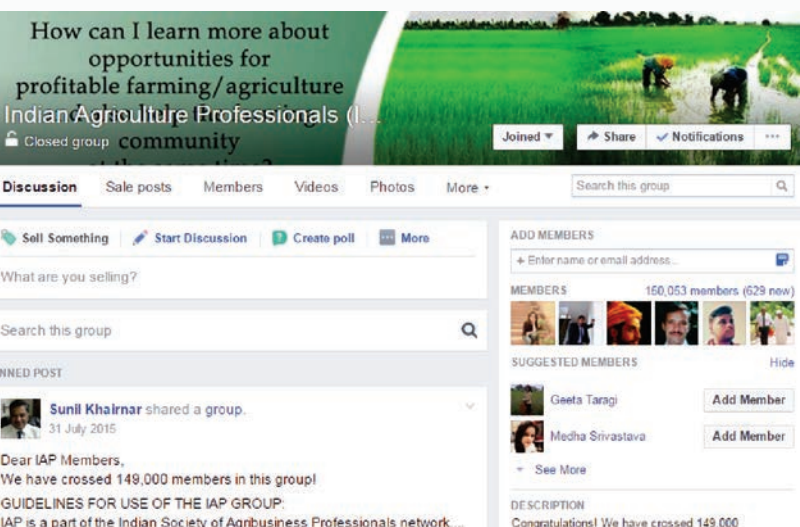 How can I learn more about
opportunities for
profitable farming/agriculture
Indian Agriculture Professionals (I...
Closed group
community
Joined
Share
Notifications
Discussion
Sale posts
Members
Videos
Photos
More
Search this group
Sell Something
Start Discussion
Create poll
More
What are you selling?
Search this group
NNED POST
Sunil Khairnar shared a group.
31 July 2015
Dear IAP Members,
We have crossed 149,000 members in this group!
GUIDELINES FOR USE OF THE IAP GROUP:
IAP is a part of the Indian Society of Agribusiness Professionals network....
ADD MEMBERS
+ Enter name or email address...
MEMBERS
160,053 members (629 new)
SUGGESTED MEMBERS
Hide
Geeta Taragi
Add Member
Medha Srivastava
Add Member
See More
DESCRIPTION
Congratulations! We have crossed 149,000